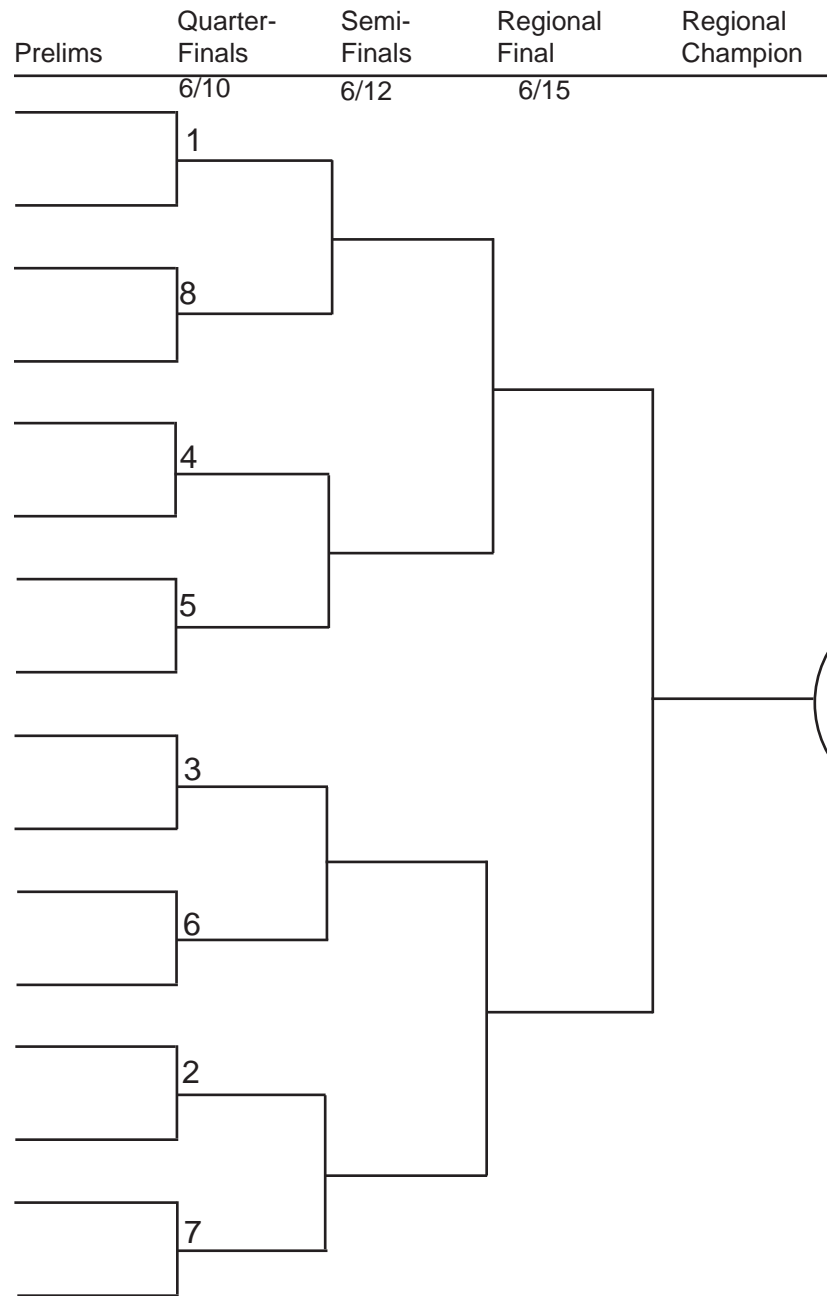 Prelims
Quarter-
Finals
6/10
Semi-
Finals
6/12
Regional
Final
6/15
Regional
Champion
1
8
4
5
3
6
2
7